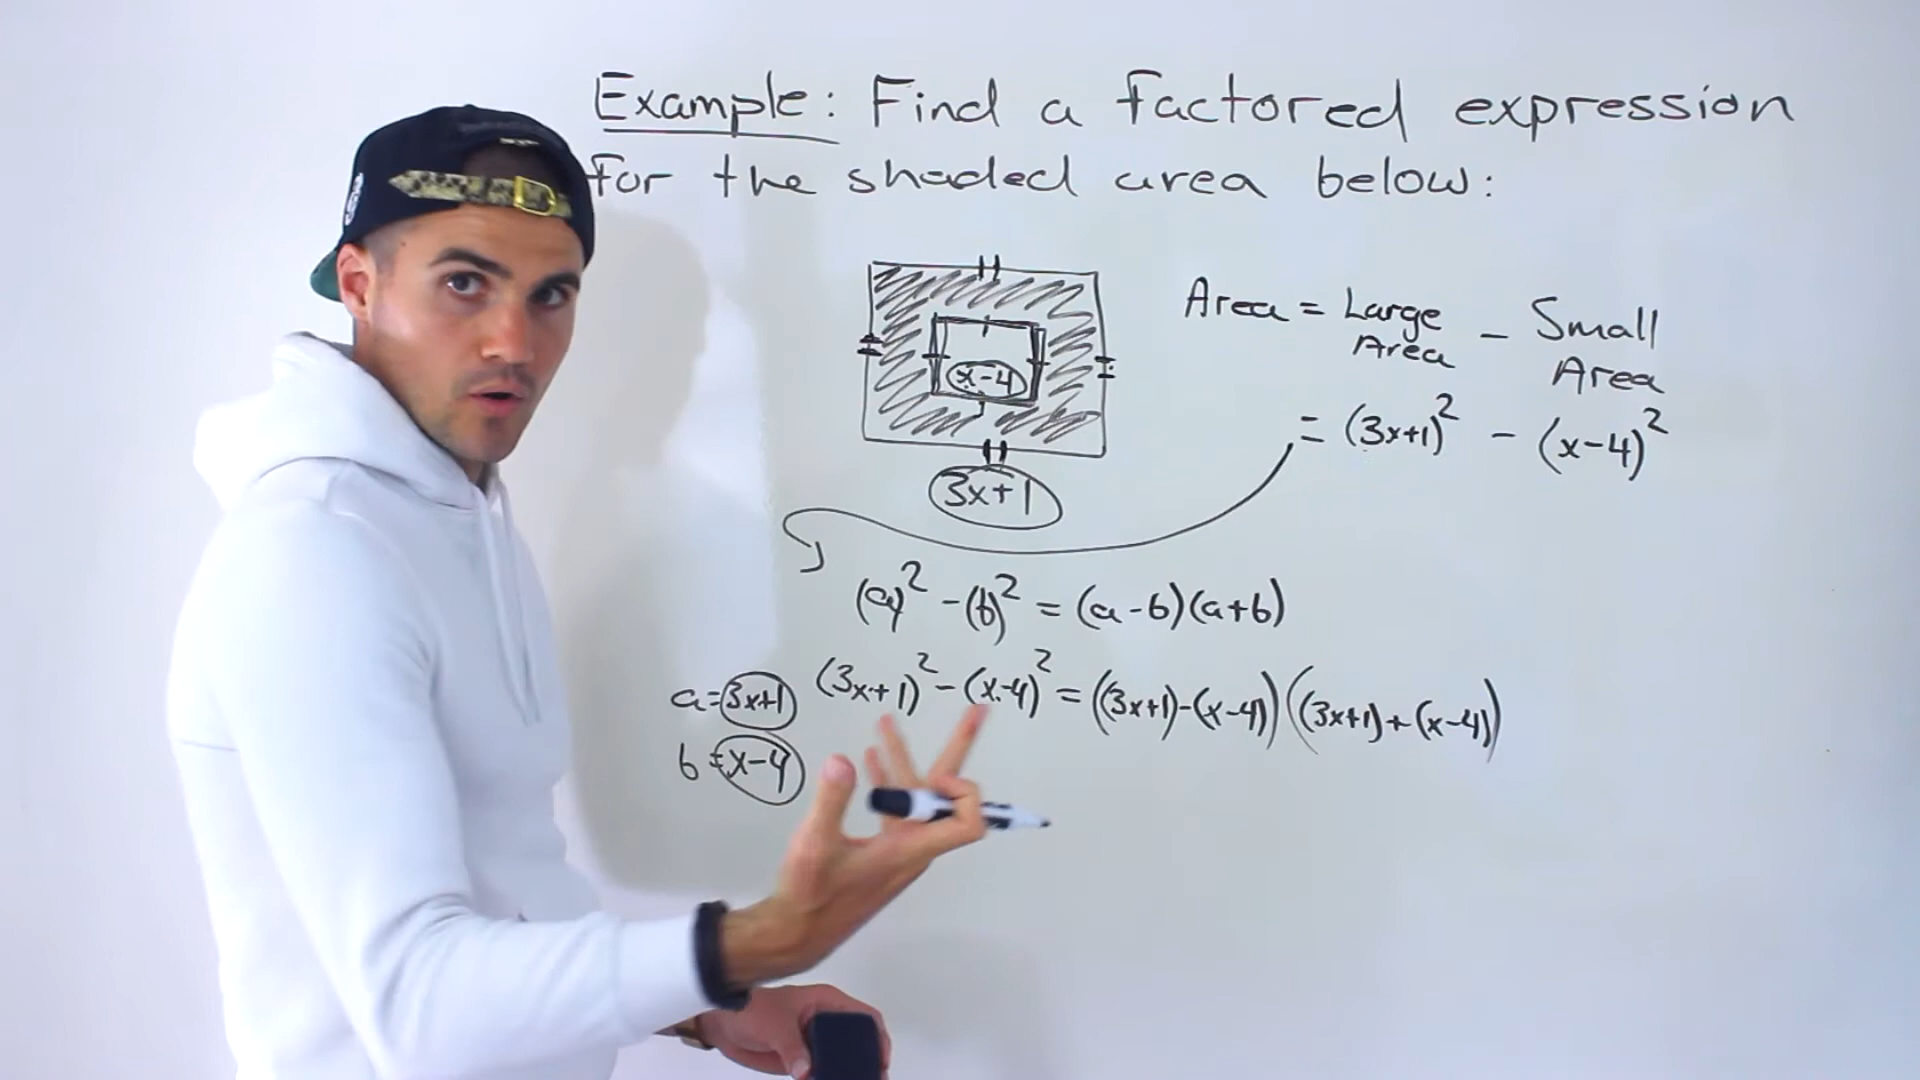 Example: Find a factored expression
for the shaded area below:
x-4
3x+1
Area = Large Area - Small Area
= (3x+1)² - (x-4)²
(a)² - (b)² = (a-b)(a+b)
a=3x+1
(3x+1)² - (x-4)² = ((3x+1)-(x-4))((3x+1)+(x-4))
b=x-4